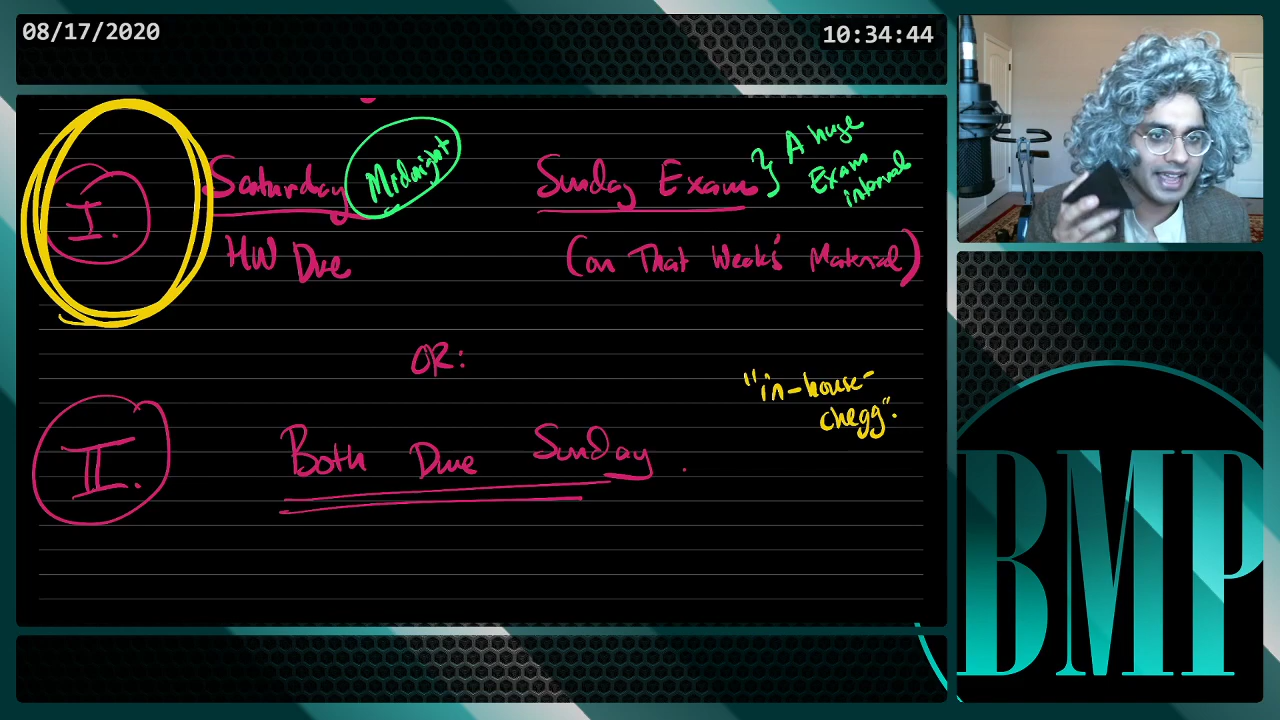 08/17/2020
10:34:44
I.
Saturday Midnight
HW Due
Sunday Exam } A huge
Exam
interval
(on That Week's Material)
OR:
"in-house-
chegg".
II.
Both Due Sunday.
BMP